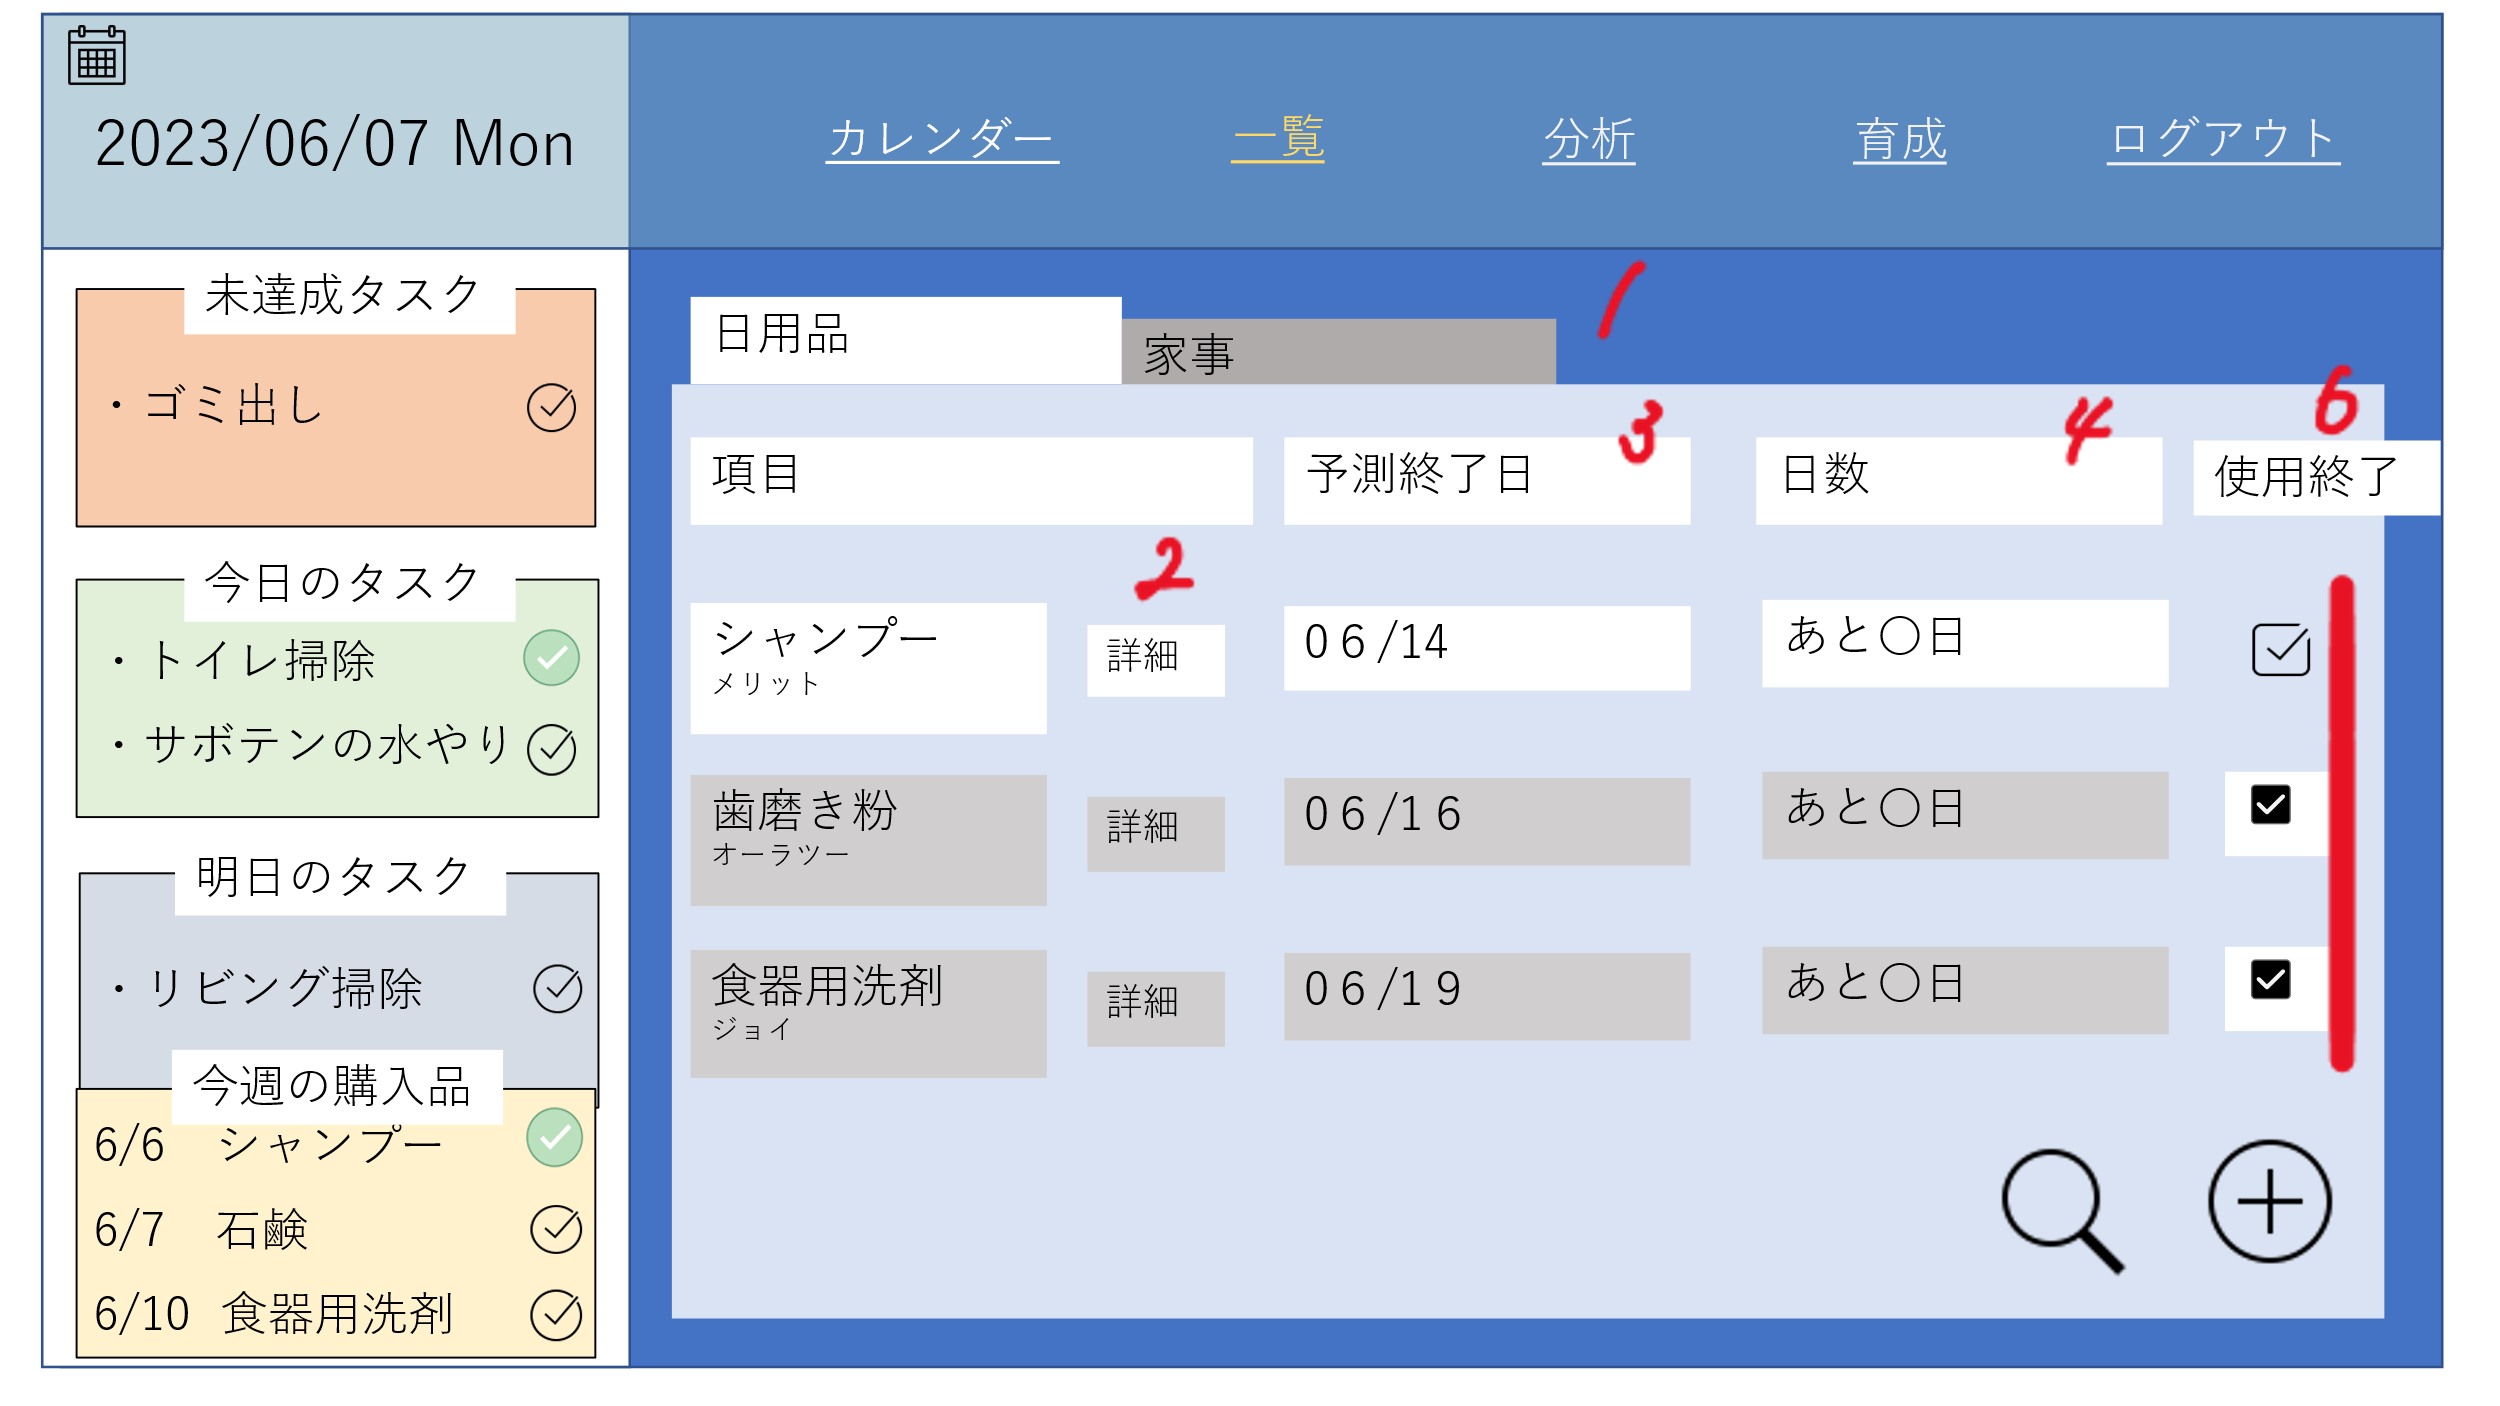 2023/06/07 Mon
カレンダー 一覧 分析 育成 ログアウト
未達成タスク
・ゴミ出し
今日のタスク
・トイレ掃除
・サボテンの水やり
明日のタスク
・リビング掃除
今週の購入品
6/6 シャンプー
6/7 石鹸
6/10 食器用洗剤
日用品 家事 1
3 4 6
項目 予測終了日 日数 使用終了
2
シャンプー 詳細 06/14 あと〇日
メリット
歯磨き粉 詳細 06/16 あと〇日
オーラツー
食器用洗剤 詳細 06/19 あと〇日
ジョイ